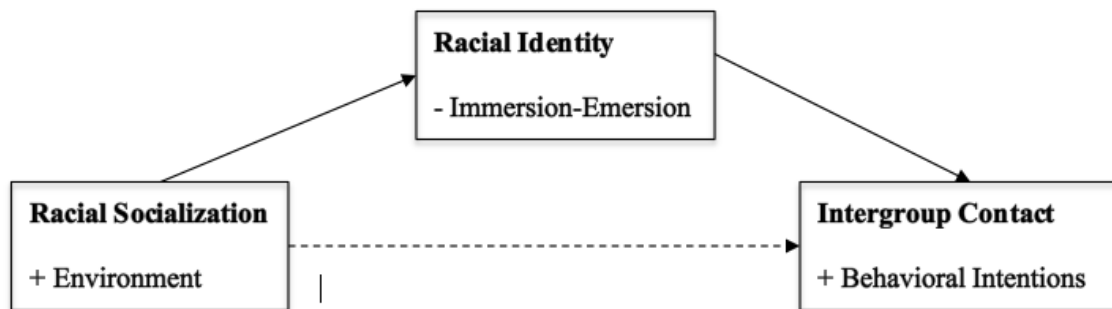 Racial Identity
- Immersion-Emersion
Racial Socialization
+ Environment
Intergroup Contact
+ Behavioral Intentions